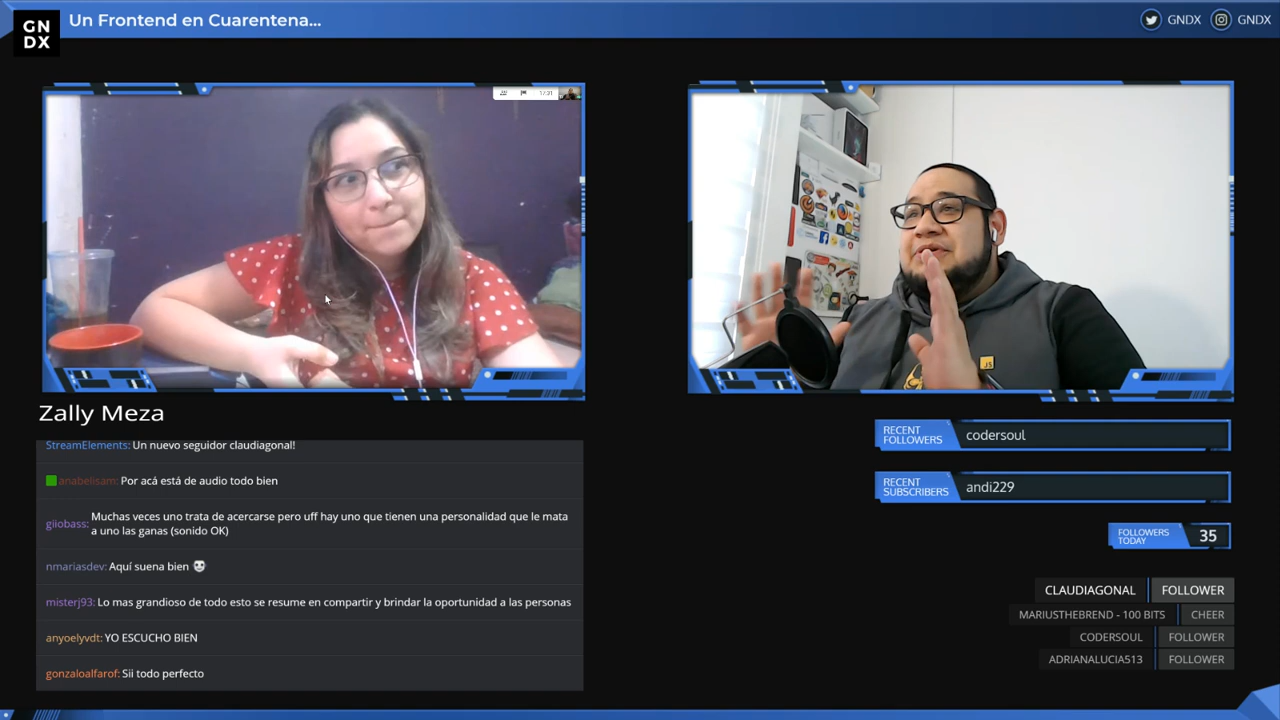 GN
DX
Un Frontend en Cuarentena...
GNDX
GNDX
17:31
JS
Zally Meza
StreamElements: Un nuevo seguidor claudiagonal!
anabelisam: Por acá está de audio todo bien
giiobass: Muchas veces uno trata de acercarse pero uff hay uno que tienen una personalidad que le mata
a uno las ganas (sonido OK)
nmariasdev: Aquí suena bien
misterj93: Lo mas grandioso de todo esto se resume en compartir y brindar la oportunidad a las personas
anyoelyvdt: YO ESCUCHO BIEN
gonzaloalfarof: Sii todo perfecto
RECENT
FOLLOWERS
codersoul
RECENT
SUBSCRIBERS
andi229
FOLLOWERS
TODAY
35
CLAUDIAGONAL FOLLOWER
MARIUSTHEBREND - 100 BITS CHEER
CODERSOUL FOLLOWER
ADRIANALUCIA513 FOLLOWER